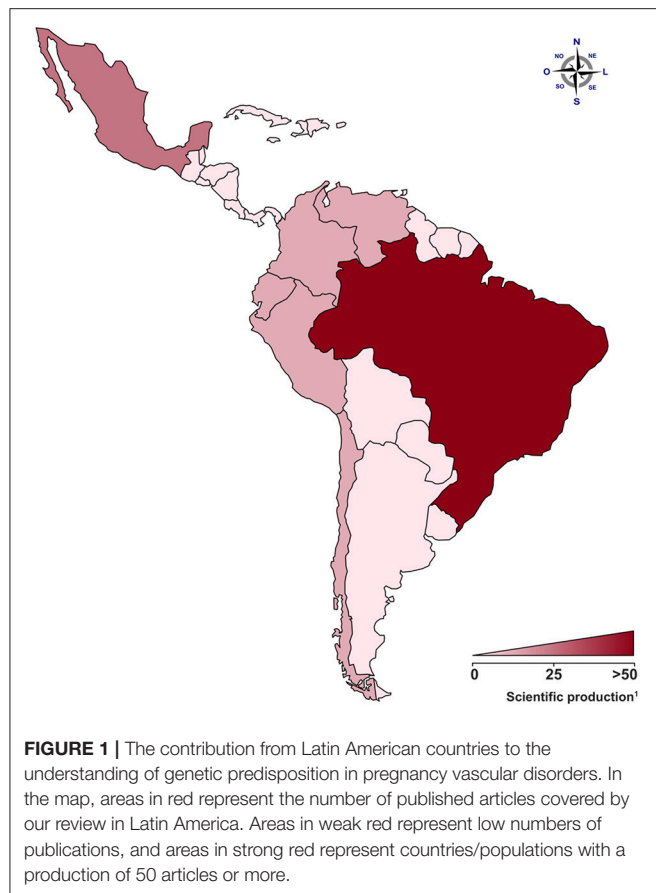 N
NO NE
O L
SO SE
S
0 25 >50
Scientific production¹
FIGURE 1 | The contribution from Latin American countries to the
understanding of genetic predisposition in pregnancy vascular disorders. In
the map, areas in red represent the number of published articles covered by
our review in Latin America. Areas in weak red represent low numbers of
publications, and areas in strong red represent countries/populations with a
production of 50 articles or more.